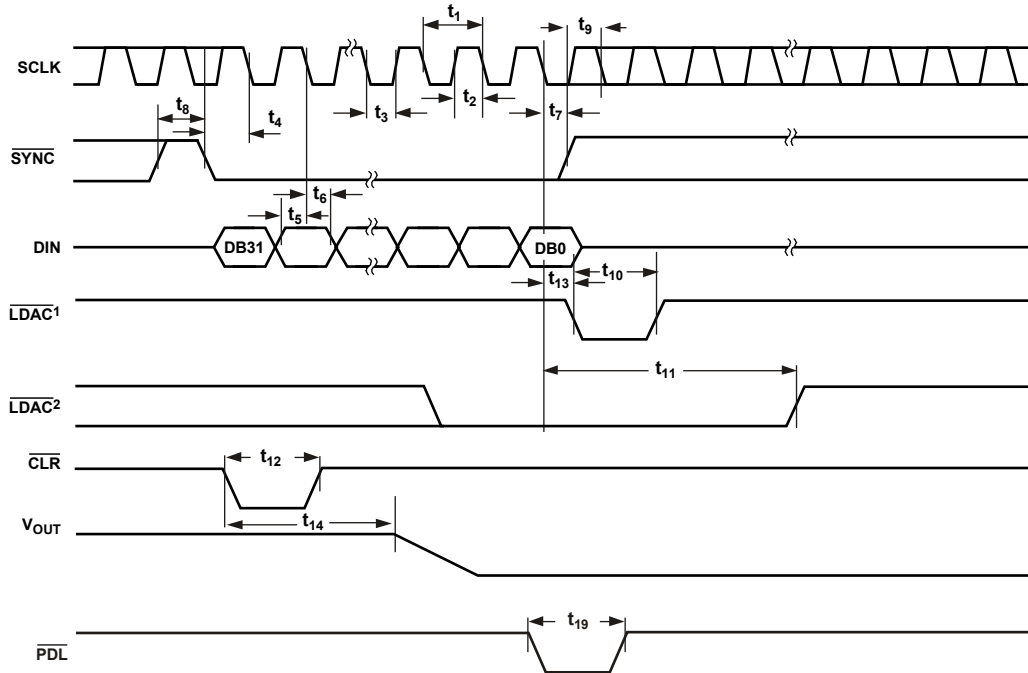 t1
t9
SCLK
t8
t4
t3
t2
t7
SYNC
t6
t5
DIN
DB31
DB0
t13
t10
LDAC1
t11
LDAC2
CLR
t12
VOUT
t14
t19
PDL